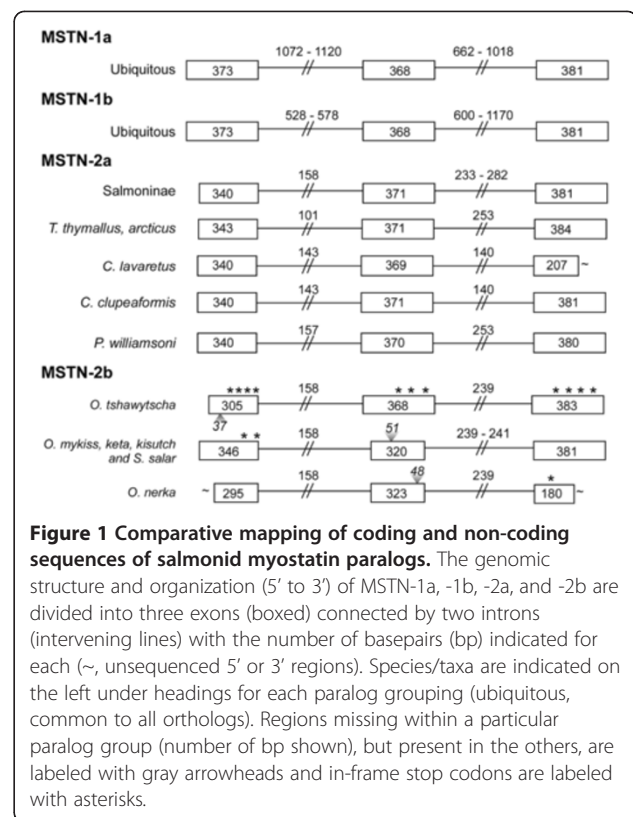 MSTN-1a
1072 - 1120 662 - 1018
Ubiquitous 373 368 381
MSTN-1b
528 - 578 600 - 1170
Ubiquitous 373 368 381
MSTN-2a
158 233 - 282
Salmoninae 340 371 381
101 253
T. thymallus, arcticus 343 371 384
143 140
C. lavaretus 340 369 207 ~
143 140
C. clupeaformis 340 371 381
157 253
P. williamsoni 340 370 380
MSTN-2b
**** 158 * * * 239 * * * *
O. tshawytscha 305 368 383
37 51
* * 158 239 - 241
O. mykiss, keta, kisutch 346 320 381
and S. salar
158 48 239 *
O. nerka ~ 295 323 180 ~
Figure 1 Comparative mapping of coding and non-coding
sequences of salmonid myostatin paralogs. The genomic
structure and organization (5′ to 3′) of MSTN-1a, -1b, -2a, and -2b are
divided into three exons (boxed) connected by two introns
(intervening lines) with the number of basepairs (bp) indicated for
each (~, unsequenced 5′ or 3′ regions). Species/taxa are indicated on
the left under headings for each paralog grouping (ubiquitous,
common to all orthologs). Regions missing within a particular
paralog group (number of bp shown), but present in the others, are
labeled with gray arrowheads and in-frame stop codons are labeled
with asterisks.